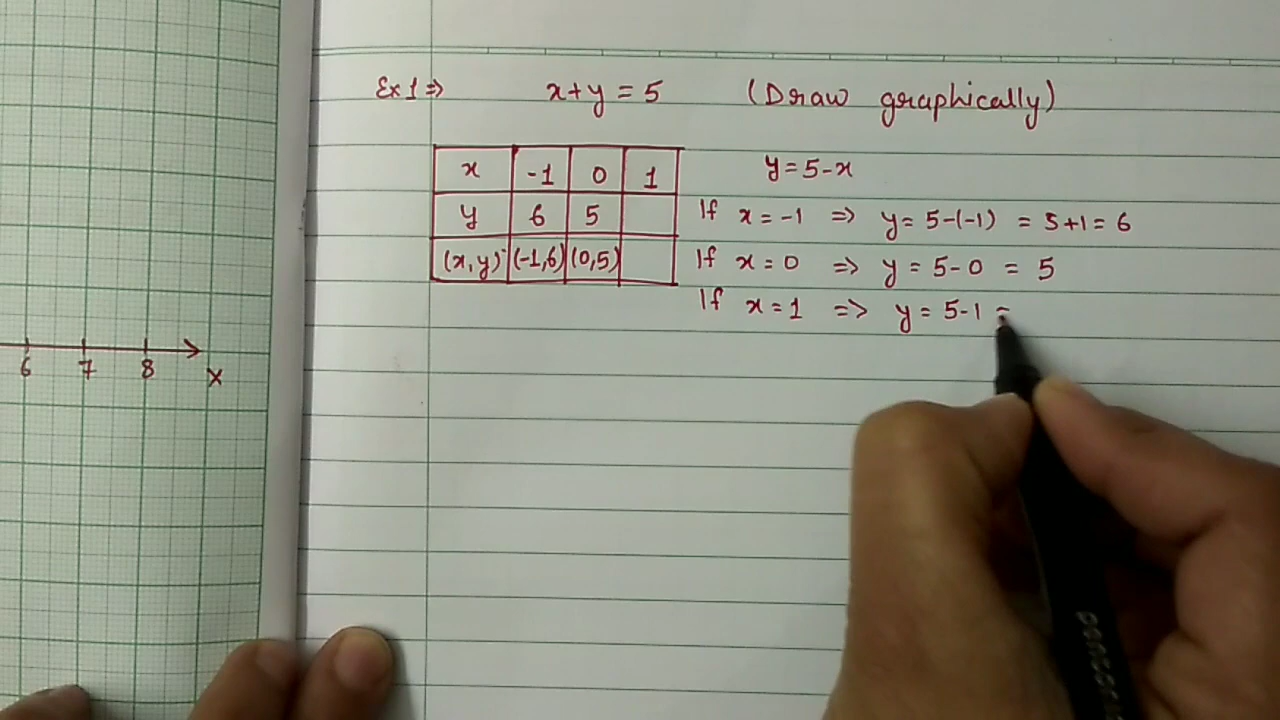 Ex 1 ⇒ x+y = 5 (Draw graphically)
x -1 0 1
y 6 5
(x,y) (-1,6) (0,5)
y = 5-x
If x = -1 ⇒ y = 5-(-1) = 5+1 = 6
If x = 0 ⇒ y = 5-0 = 5
If x = 1 ⇒ y = 5-1 =
6 7 8 x